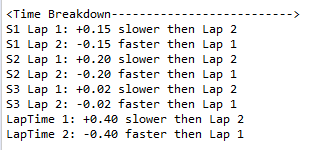 <Time Breakdown-------------------------->
S1 Lap 1: +0.15 slower then Lap 2
S1 Lap 2: -0.15 faster then Lap 1
S2 Lap 1: +0.20 slower then Lap 2
S2 Lap 2: -0.20 faster then Lap 1
S3 Lap 1: +0.02 slower then Lap 2
S3 Lap 2: -0.02 faster then Lap 1
LapTime 1: +0.40 slower then Lap 2
LapTime 2: -0.40 faster then Lap 1